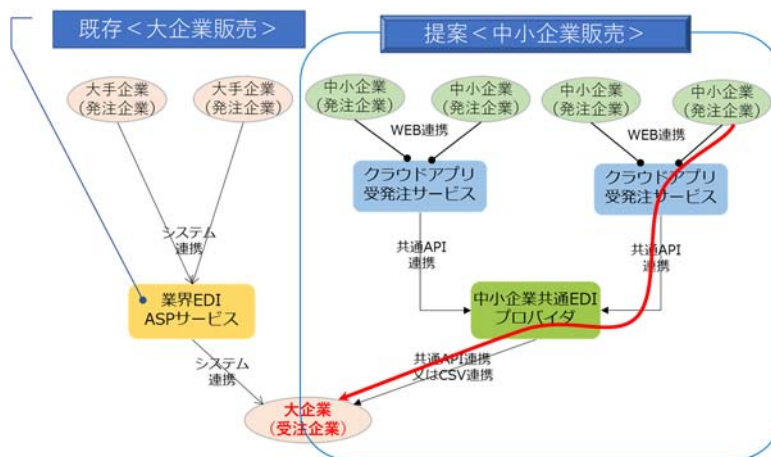 既存＜大企業販売＞
提案＜中小企業販売＞
大手企業
(発注企業)
大手企業
(発注企業)
中小企業
(発注企業)
中小企業
(発注企業)
中小企業
(発注企業)
中小企業
(発注企業)
WEB連携
WEB連携
クラウドアプリ
受発注サービス
クラウドアプリ
受発注サービス
システム
連携
共通API
連携
共通API
連携
業界EDI
ASPサービス
中小企業共通EDI
プロバイダ
システム
連携
共通API連携
又はCSV連携
大企業
（受注企業）